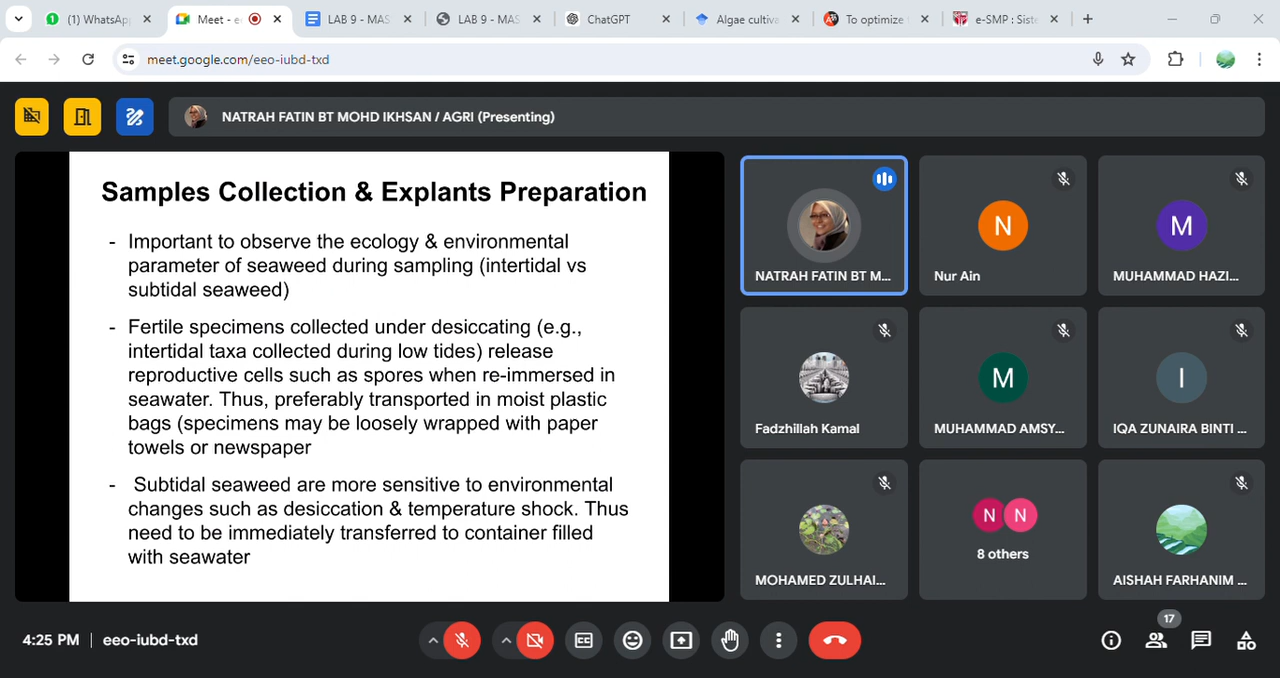 (1) WhatsApp
Meet - ee
LAB 9 - MAS
LAB 9 - MAS
ChatGPT
Algae cultiva
To optimize
e-SMP : Siste
meet.google.com/eeo-iubd-txd
NATRAH FATIN BT MOHD IKHSAN / AGRI (Presenting)
Samples Collection & Explants Preparation
- Important to observe the ecology & environmental
parameter of seaweed during sampling (intertidal vs
subtidal seaweed)
- Fertile specimens collected under desiccating (e.g.,
intertidal taxa collected during low tides) release
reproductive cells such as spores when re-immersed in
seawater. Thus, preferably transported in moist plastic
bags (specimens may be loosely wrapped with paper
towels or newspaper
- Subtidal seaweed are more sensitive to environmental
changes such as desiccation & temperature shock. Thus
need to be immediately transferred to container filled
with seawater
NATRAH FATIN BT M...
N
Nur Ain
M
MUHAMMAD HAZI...
Fadzhillah Kamal
M
MUHAMMAD AMSY...
I
IQA ZUNAIRA BINTI ...
MOHAMED ZULHAI...
N N
8 others
AISHAH FARHANIM ...
4:25 PM | eeo-iubd-txd
17